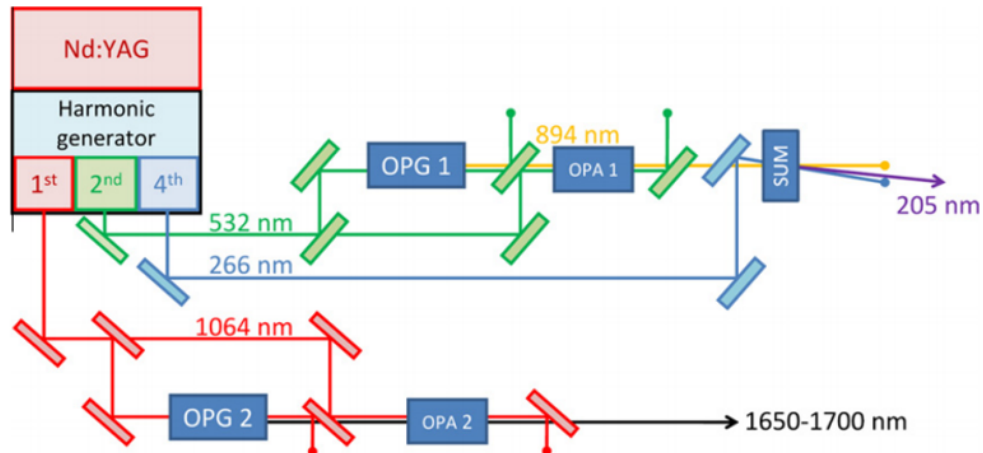 Nd:YAG
Harmonic
generator
1st 2nd 4th
OPG 1
894 nm
OPA 1
SUM
205 nm
532 nm
266 nm
1064 nm
OPG 2
OPA 2
1650-1700 nm